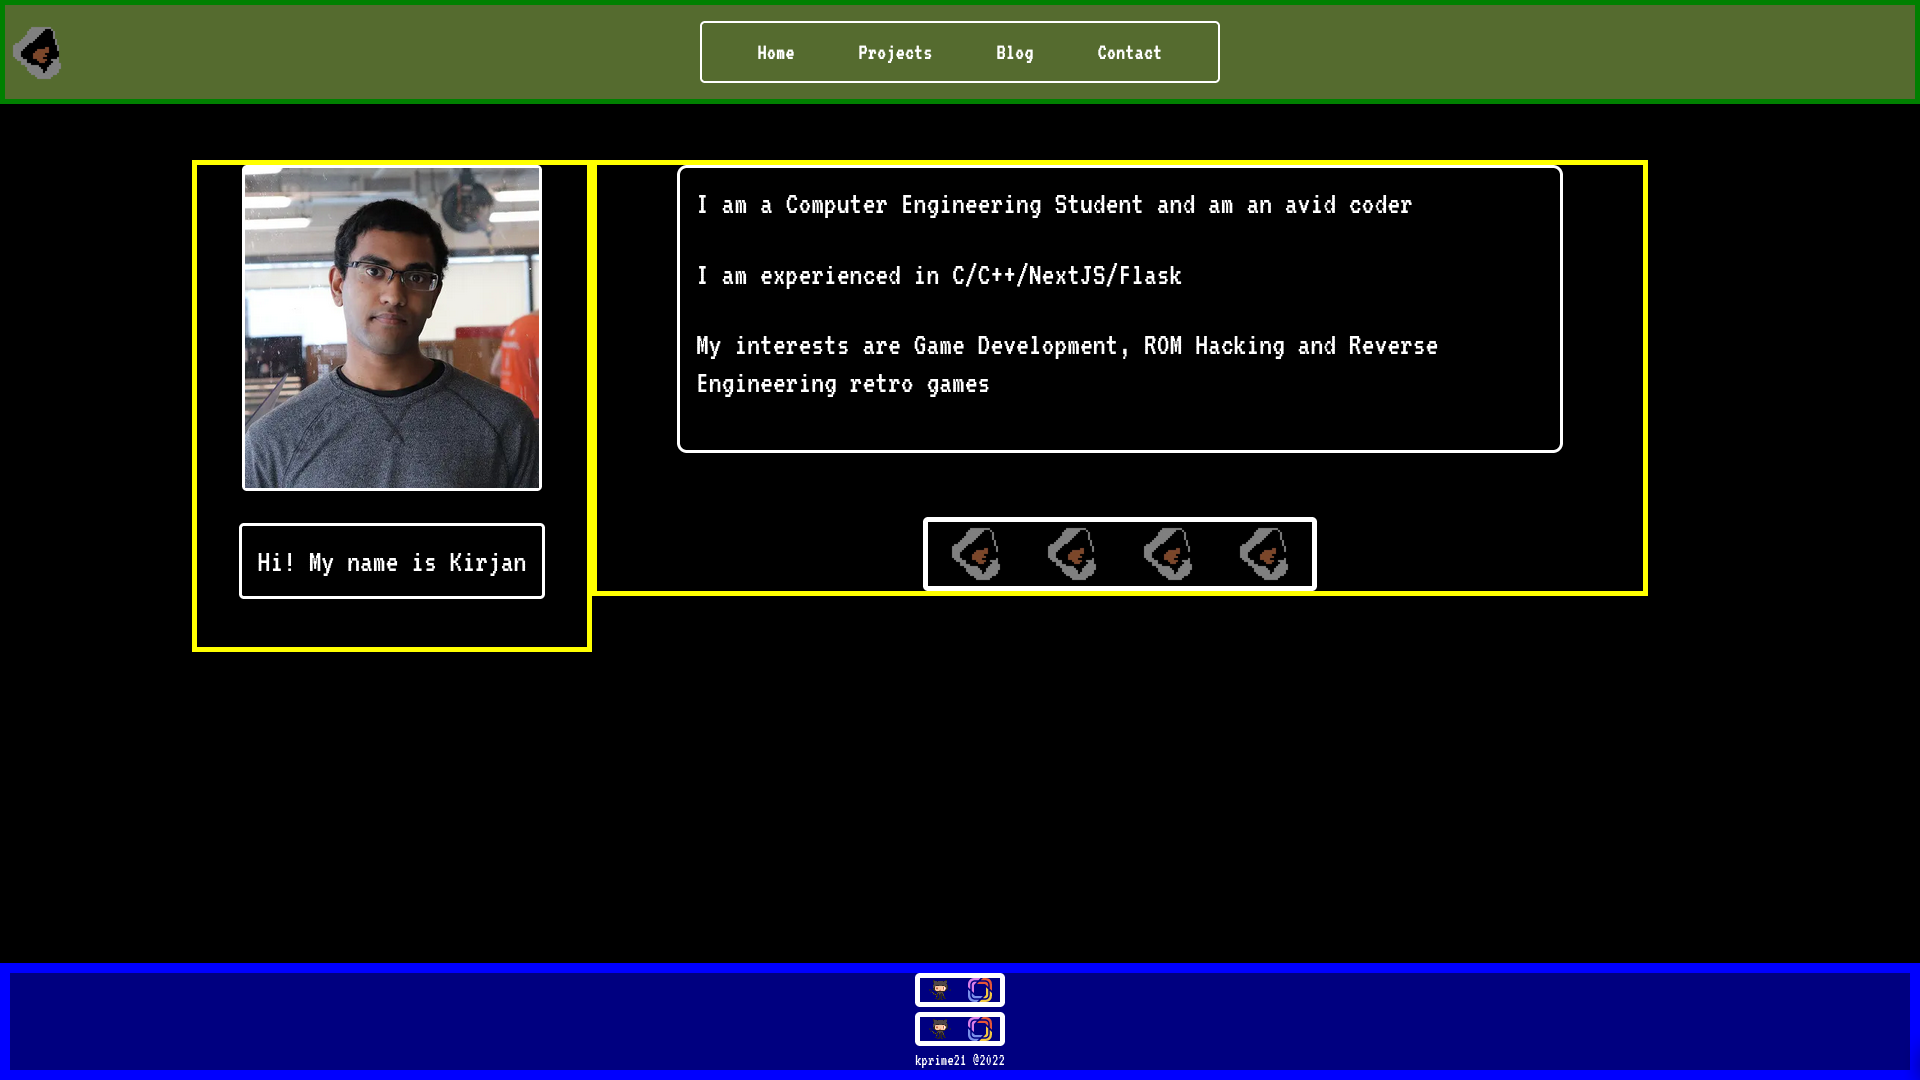 Home Projects Blog Contact
I am a Computer Engineering Student and am an avid coder
I am experienced in C/C++/NextJS/Flask
My interests are Game Development, ROM Hacking and Reverse
Engineering retro games
Hi! My name is Kirjan
kprime21 @2022